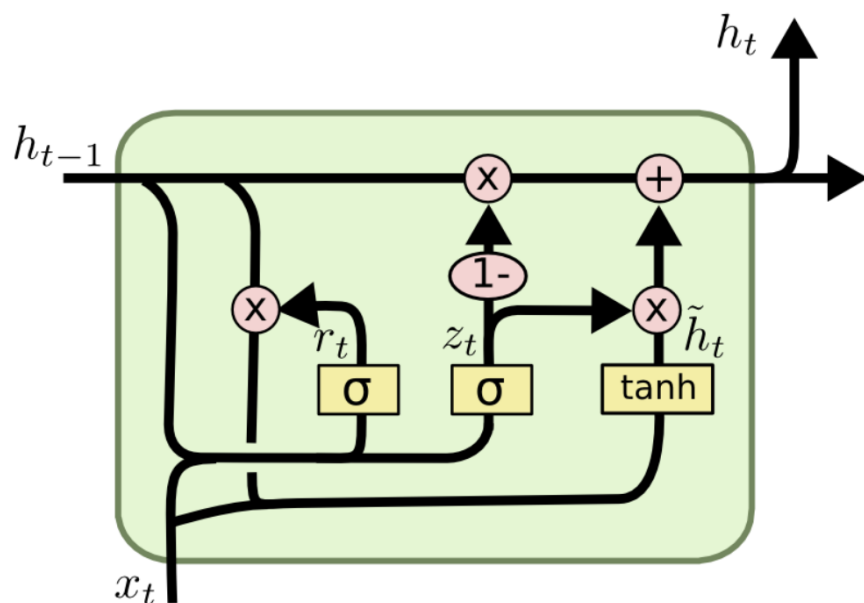 h_t
h_{t-1}
x
+
1-
x
x
r_t
z_t
h̃_t
σ
σ
tanh
x_t